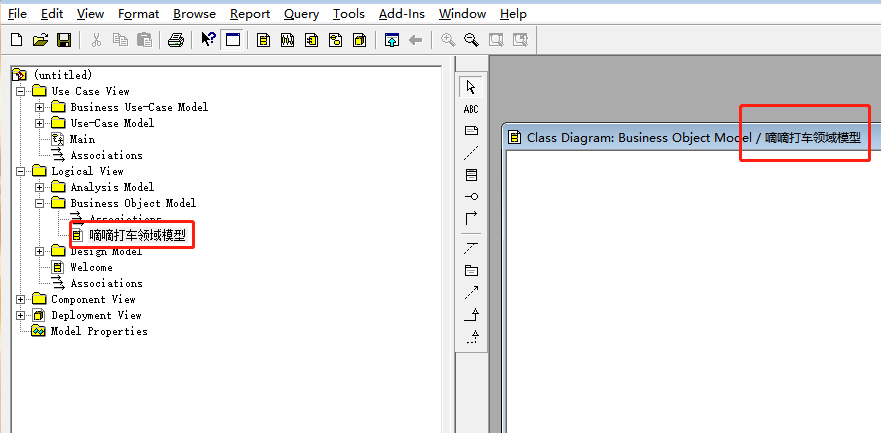 File Edit View Format Browse Report Query Tools Add-Ins Window Help
(untitled)
Use Case View
Business Use-Case Model
Use-Case Model
Main
Associations
Logical View
Analysis Model
Business Object Model
Associations
嘀嘀打车领域模型
Design Model
Welcome
Associations
Component View
Deployment View
Model Properties
ABC
Class Diagram: Business Object Model / 嘀嘀打车领域模型